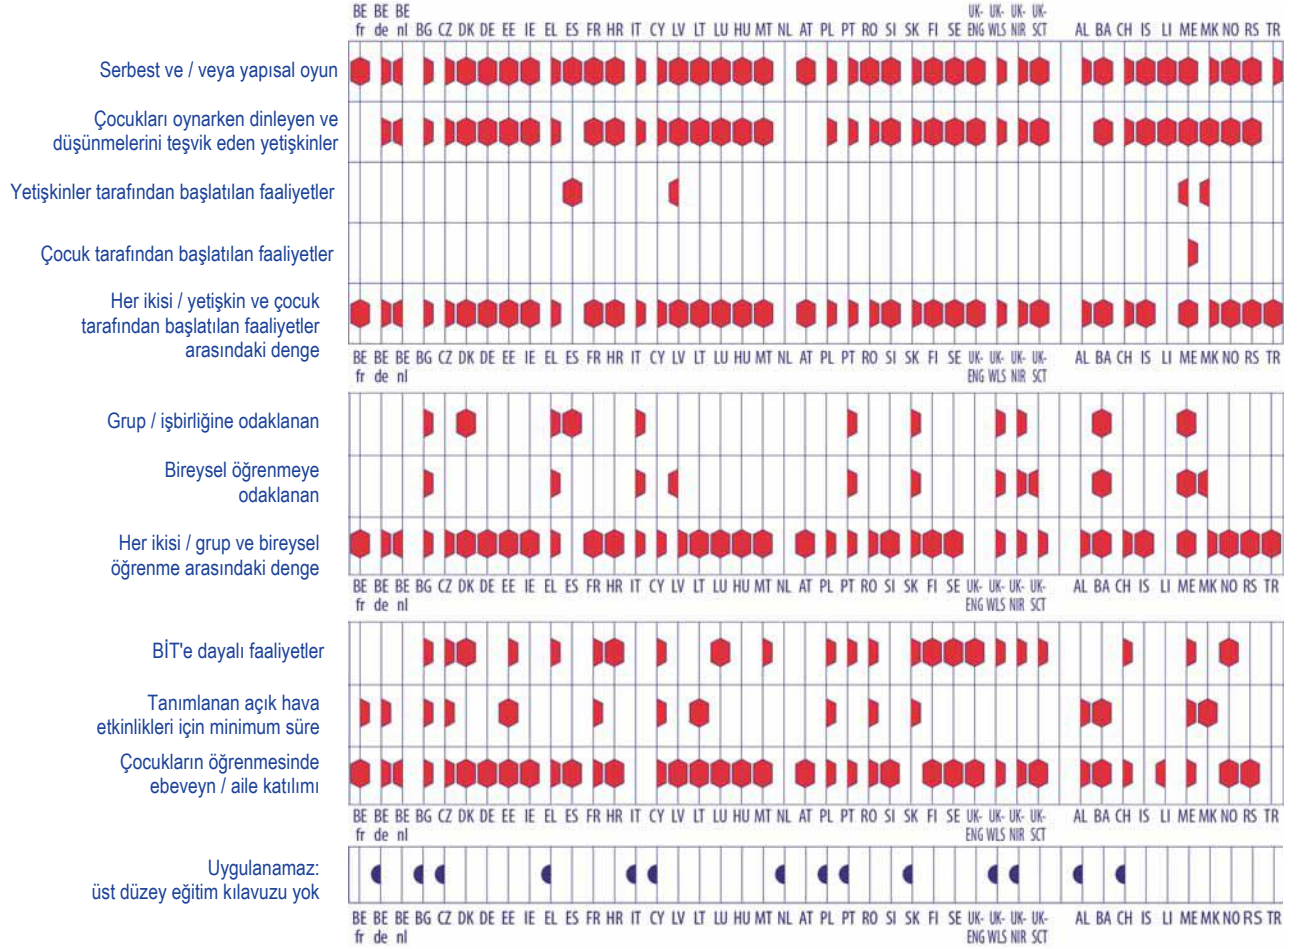 BE BE BE UK- UK- UK- UK-
fr de nl BG CZ DK DE EE IE EL ES FR HR IT CY LV LT LU HU MT NL AT PL PT RO SI SK FI SE ENG WLS NIR SCT AL BA CH IS LI ME MK NO RS TR
Serbest ve / veya yapısal oyun
Çocukları oynarken dinleyen ve
düşünmelerini teşvik eden yetişkinler
Yetişkinler tarafından başlatılan faaliyetler
Çocuk tarafından başlatılan faaliyetler
Her ikisi / yetişkin ve çocuk
tarafından başlatılan faaliyetler
arasındaki denge
BE BE BE BG CZ DK DE EE IE EL ES FR HR IT CY LV LT LU HU MT NL AT PL PT RO SI SK FI SE UK- UK- UK- UK- AL BA CH IS LI ME MK NO RS TR
fr de nl ENG WLS NIR SCT
Grup / işbirliğine odaklanan
Bireysel öğrenmeye
odaklanan
Her ikisi / grup ve bireysel
öğrenme arasındaki denge
BE BE BE BG CZ DK DE EE IE EL ES FR HR IT CY LV LT LU HU MT NL AT PL PT RO SI SK FI SE UK- UK- UK- UK- AL BA CH IS LI ME MK NO RS TR
fr de nl ENG WLS NIR SCT
BİT'e dayalı faaliyetler
Tanımlanan açık hava
etkinlikleri için minimum süre
Çocukların öğrenmesinde
ebeveyn / aile katılımı
BE BE BE BG CZ DK DE EE IE EL ES FR HR IT CY LV LT LU HU MT NL AT PL PT RO SI SK FI SE UK- UK- UK- UK- AL BA CH IS LI ME MK NO RS TR
fr de nl ENG WLS NIR SCT
Uygulanamaz:
üst düzey eğitim kılavuzu yok
BE BE BE BG CZ DK DE EE IE EL ES FR HR IT CY LV LT LU HU MT NL AT PL PT RO SI SK FI SE UK- UK- UK- UK- AL BA CH IS LI ME MK NO RS TR
fr de nl ENG WLS NIR SCT